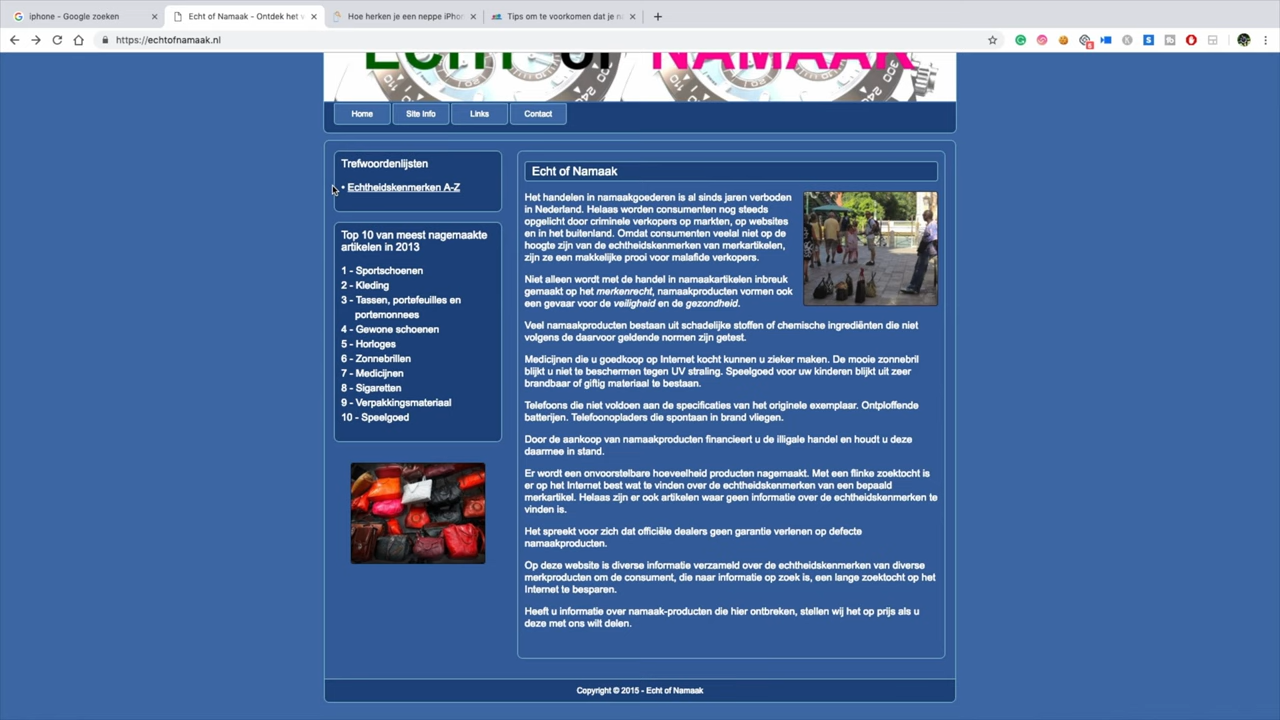 iphone - Google zoeken
Echt of Namaak - Ontdek het v
Hoe herken je een neppe iPhon
Tips om te voorkomen dat je n
https://echtofnamaak.nl
ECHT of NAMAAK
Home
Site Info
Links
Contact
Trefwoordenlijsten
• Echtheidskenmerken A-Z
Top 10 van meest nagemaakte
artikelen in 2013
1 - Sportschoenen
2 - Kleding
3 - Tassen, portefeuilles en
portemonnees
4 - Gewone schoenen
5 - Horloges
6 - Zonnebrillen
7 - Medicijnen
8 - Sigaretten
9 - Verpakkingsmateriaal
10 - Speelgoed
Echt of Namaak
Het handelen in namaakgoederen is al sinds jaren verboden
in Nederland. Helaas worden consumenten nog steeds
opgelicht door criminele verkopers op markten, op websites
en in het buitenland. Omdat consumenten veelal niet op de
hoogte zijn van de echtheidskenmerken van merkartikelen,
zijn ze een makkelijke prooi voor malafide verkopers.
Niet alleen wordt met de handel in namaakartikelen inbreuk
gemaakt op het merkenrecht, namaakproducten vormen ook
een gevaar voor de veiligheid en de gezondheid.
Veel namaakproducten bestaan uit schadelijke stoffen of chemische ingrediënten die niet
volgens de daarvoor geldende normen zijn getest.
Medicijnen die u goedkoop op Internet kocht kunnen u zieker maken. De mooie zonnebril
blijkt u niet te beschermen tegen UV straling. Speelgoed voor uw kinderen blijkt uit zeer
brandbaar of giftig materiaal te bestaan.
Telefoons die niet voldoen aan de specificaties van het originele exemplaar. Ontploffende
batterijen. Telefoonopladers die spontaan in brand vliegen.
Door de aankoop van namaakproducten financieert u de illigale handel en houdt u deze
daarmee in stand.
Er wordt een onvoorstelbare hoeveelheid producten nagemaakt. Met een flinke zoektocht is
er op het Internet best wat te vinden over de echtheidskenmerken van een bepaald
merkartikel. Helaas zijn er ook artikelen waar geen informatie over de echtheidskenmerken te
vinden is.
Het spreekt voor zich dat officiële dealers geen garantie verlenen op defecte
namaakproducten.
Op deze website is diverse informatie verzameld over de echtheidskenmerken van diverse
merkproducten om de consument, die naar informatie op zoek is, een lange zoektocht op het
Internet te besparen.
Heeft u informatie over namaak-producten die hier ontbreken, stellen wij het op prijs als u
deze met ons wilt delen.
Copyright © 2015 - Echt of Namaak